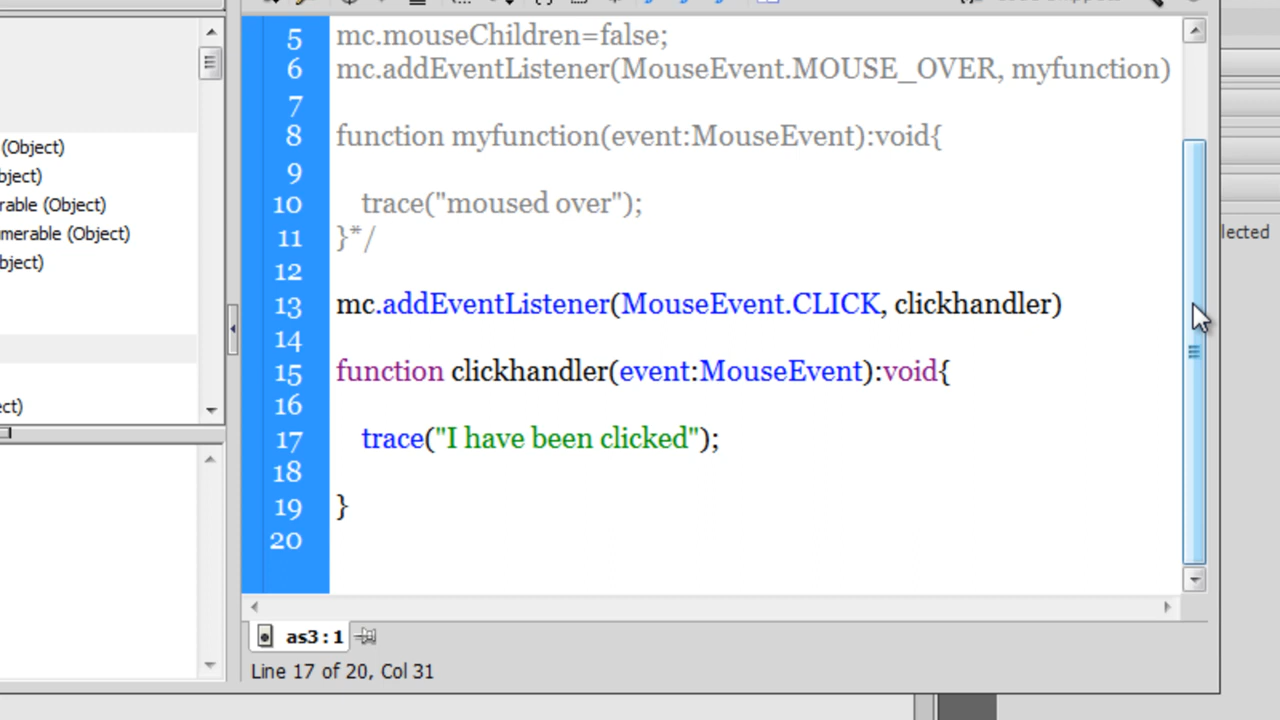 5 mc.mouseChildren=false;
6 mc.addEventListener(MouseEvent.MOUSE_OVER, myfunction)
7
8 function myfunction(event:MouseEvent):void{
9
10 trace("moused over");
11 }*/
12
13 mc.addEventListener(MouseEvent.CLICK, clickhandler)
14
15 function clickhandler(event:MouseEvent):void{
16
17 trace("I have been clicked");
18
19 }
20
(Object)
bject)
rable (Object)
merable (Object)
bject)
ect)
lected
as3:1
Line 17 of 20, Col 31